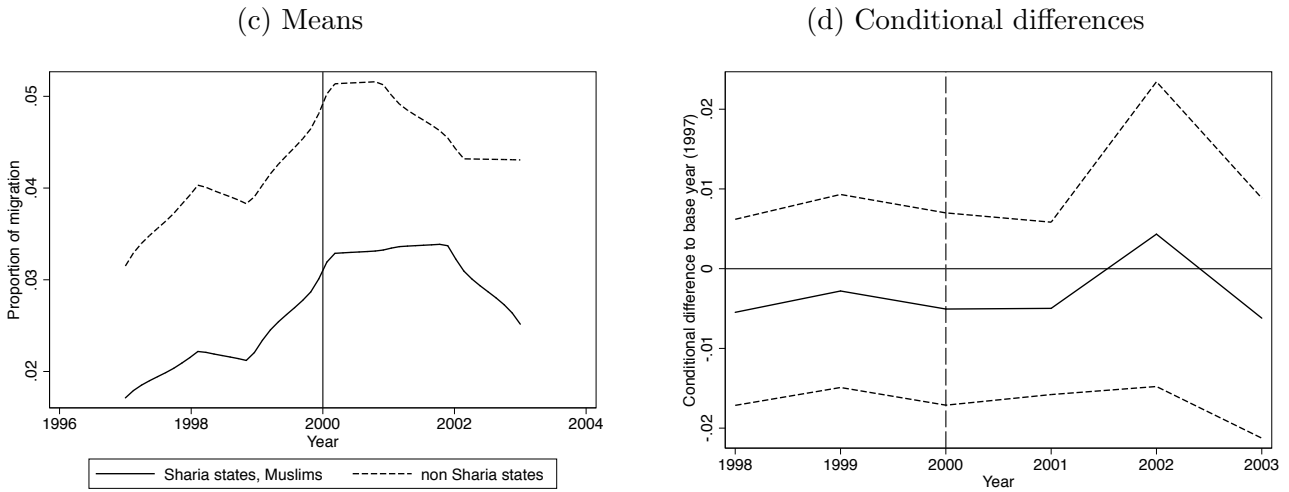 (c) Means
Proportion of migration
.05
.04
.03
.02
1996 1998 2000 2002 2004
Year
Sharia states, Muslims non Sharia states
(d) Conditional differences
Conditional difference to base year (1997)
.02
.01
0
-.01
-.02
1998 1999 2000 2001 2002 2003
Year